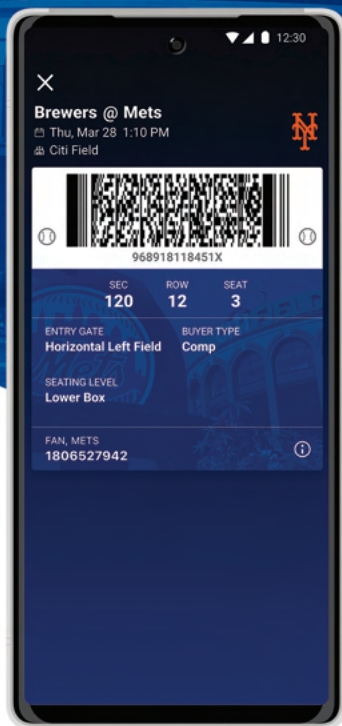 12:30
Brewers @ Mets
Thu, Mar 28 1:10 PM
Citi Field
NY
968918118451X
SEC ROW SEAT
120 12 3
ENTRY GATE BUYER TYPE
Horizontal Left Field Comp
SEATING LEVEL
Lower Box
FAN, METS
1806527942